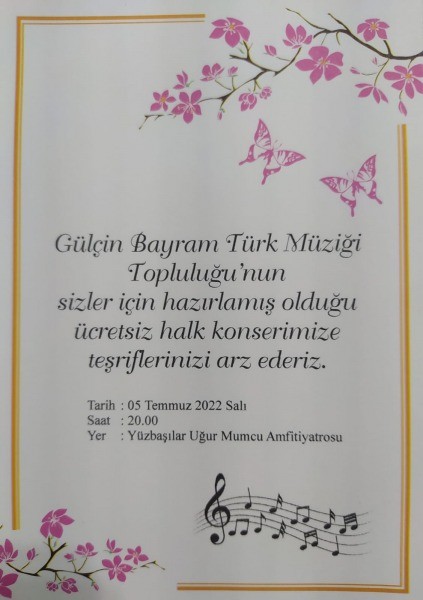 Gülçin Bayram Türk Müziği
Topluluğu'nun
sizler için hazırlamış olduğu
ücretsiz halk konserimize
teşriflerinizi arz ederiz.
Tarih : 05 Temmuz 2022 Salı
Saat : 20.00
Yer : Yüzbaşılar Uğur Mumcu Amfitiyatrosu